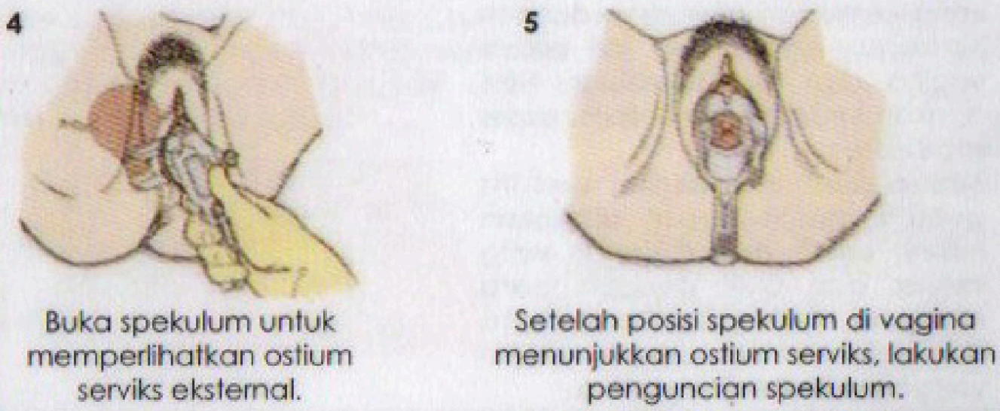 4
Buka spekulum untuk
memperlihatkan ostium
serviks eksternal.
5
Setelah posisi spekulum di vagina
menunjukkan ostium serviks, lakukan
penguncian spekulum.